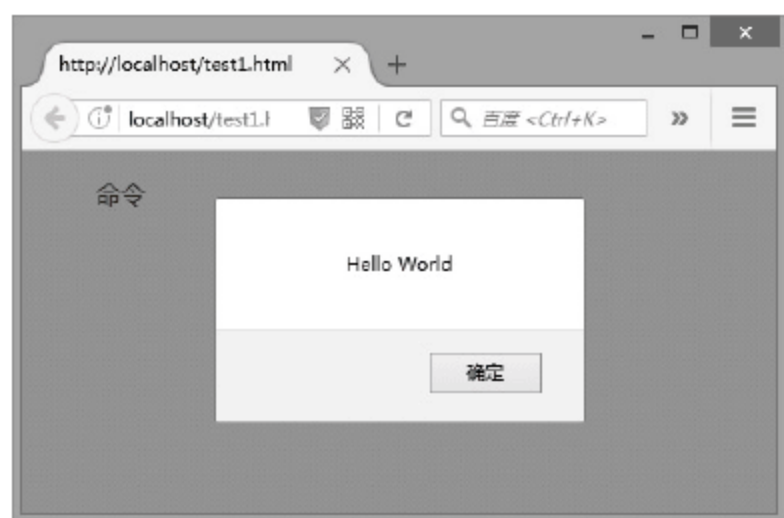 http://localhost/test1.html
localhost/test1.h
百度 <Ctrl+K>
命令
Hello World
确定